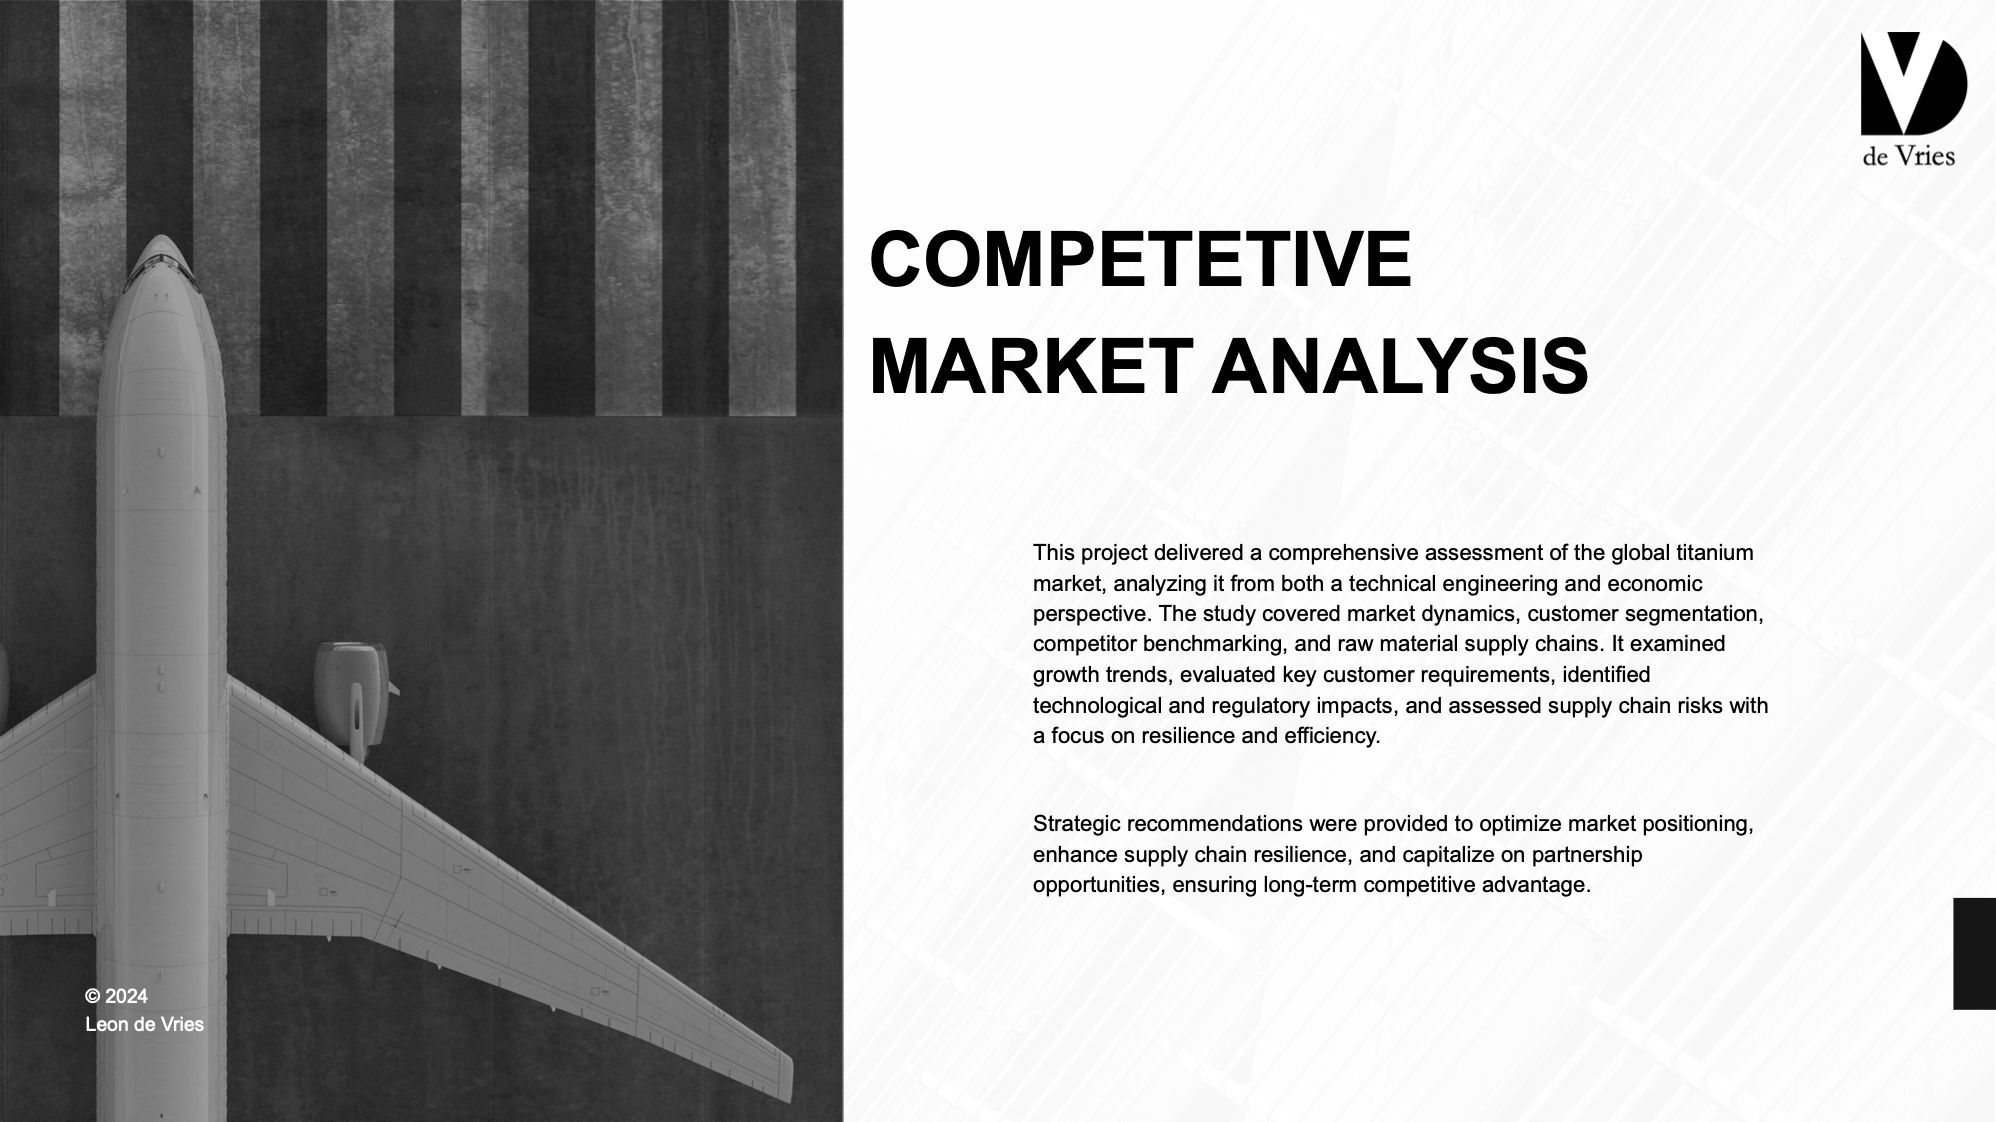 de Vries
COMPETETIVE
MARKET ANALYSIS
This project delivered a comprehensive assessment of the global titanium
market, analyzing it from both a technical engineering and economic
perspective. The study covered market dynamics, customer segmentation,
competitor benchmarking, and raw material supply chains. It examined
growth trends, evaluated key customer requirements, identified
technological and regulatory impacts, and assessed supply chain risks with
a focus on resilience and efficiency.
Strategic recommendations were provided to optimize market positioning,
enhance supply chain resilience, and capitalize on partnership
opportunities, ensuring long-term competitive advantage.
© 2024
Leon de Vries